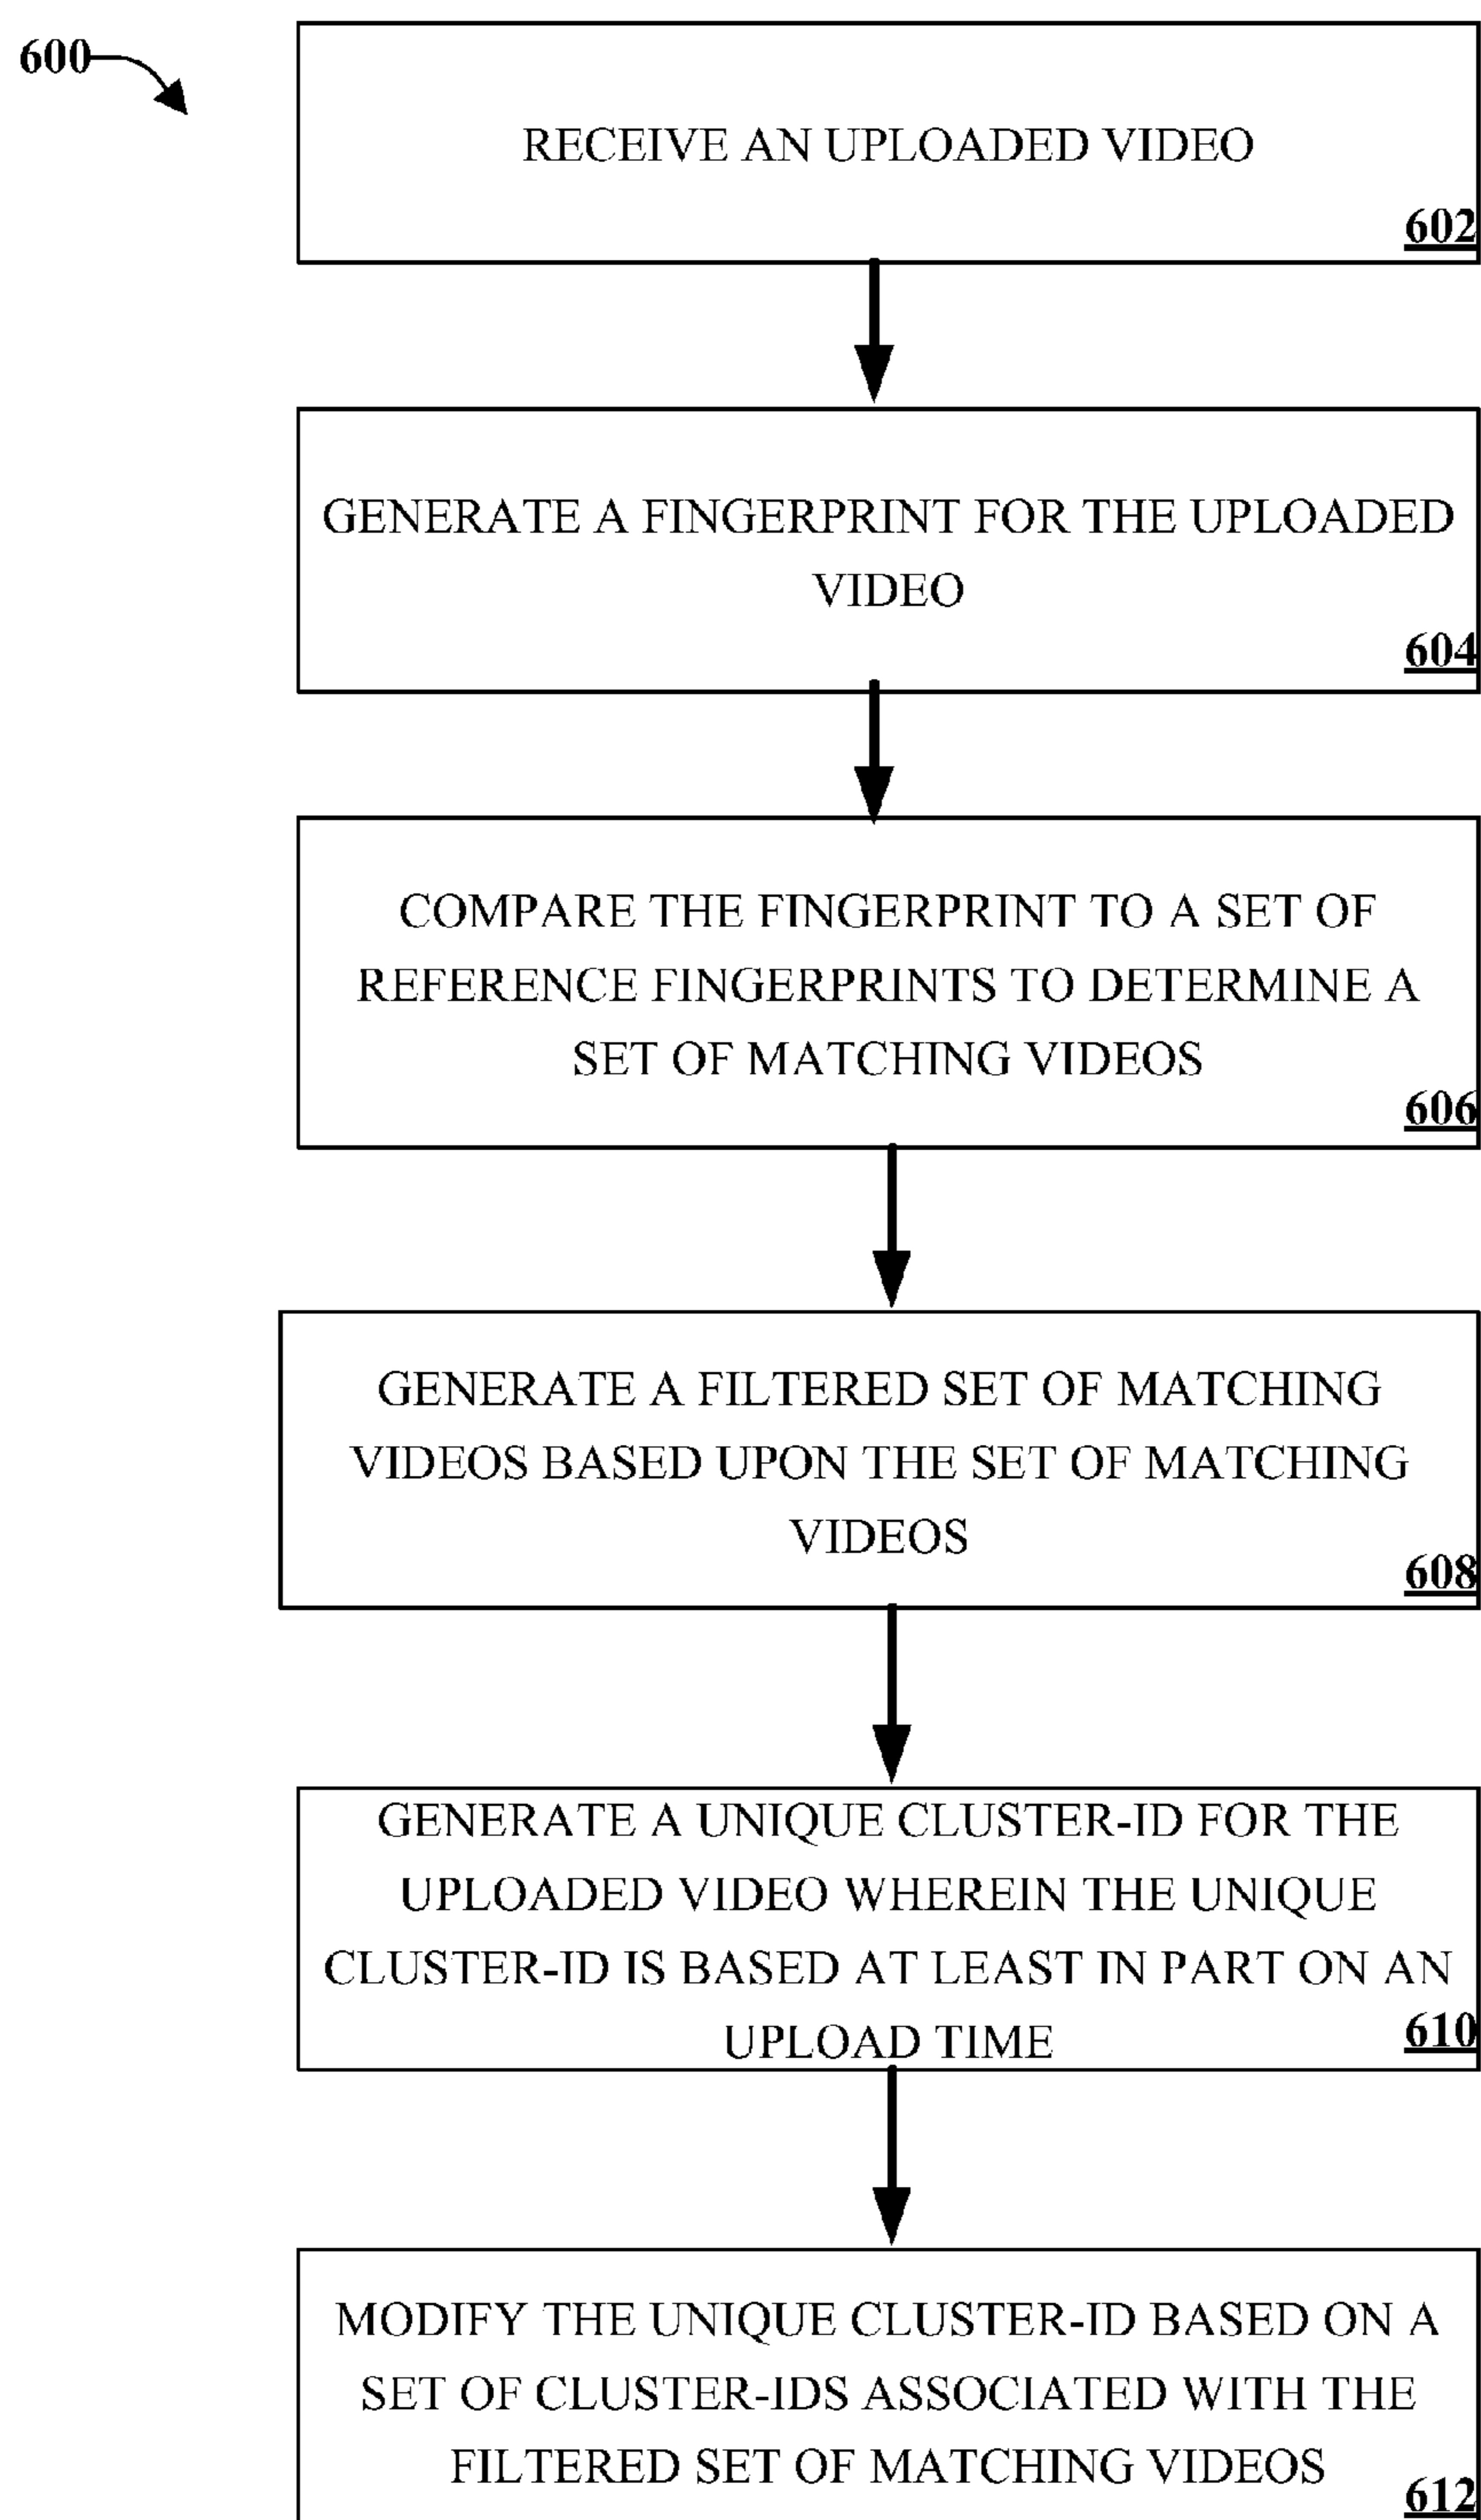 600
RECEIVE AN UPLOADED VIDEO
602
GENERATE A FINGERPRINT FOR THE UPLOADED
VIDEO
604
COMPARE THE FINGERPRINT TO A SET OF
REFERENCE FINGERPRINTS TO DETERMINE A
SET OF MATCHING VIDEOS
606
GENERATE A FILTERED SET OF MATCHING
VIDEOS BASED UPON THE SET OF MATCHING
VIDEOS
608
GENERATE A UNIQUE CLUSTER-ID FOR THE
UPLOADED VIDEO WHEREIN THE UNIQUE
CLUSTER-ID IS BASED AT LEAST IN PART ON AN
UPLOAD TIME
610
MODIFY THE UNIQUE CLUSTER-ID BASED ON A
SET OF CLUSTER-IDS ASSOCIATED WITH THE
FILTERED SET OF MATCHING VIDEOS
612